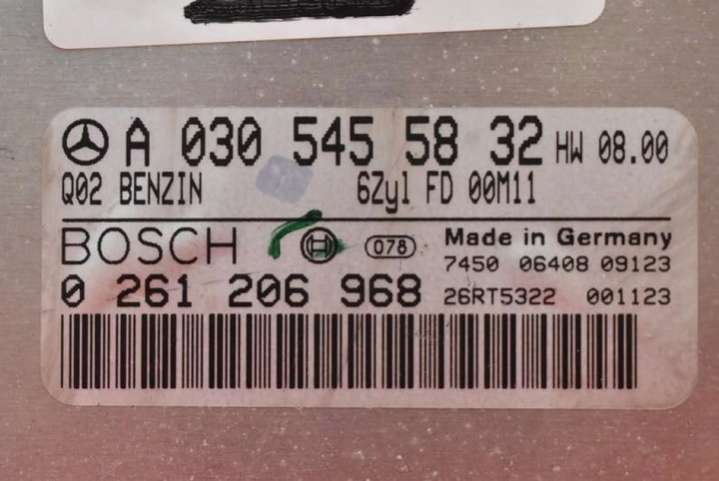 A 030 545 58 32 HW 08.00
Q02 BENZIN 6Zyl FD 00M11
BOSCH 078 Made in Germany
7450 06408 09123
0 261 206 968 26RT5322 001123